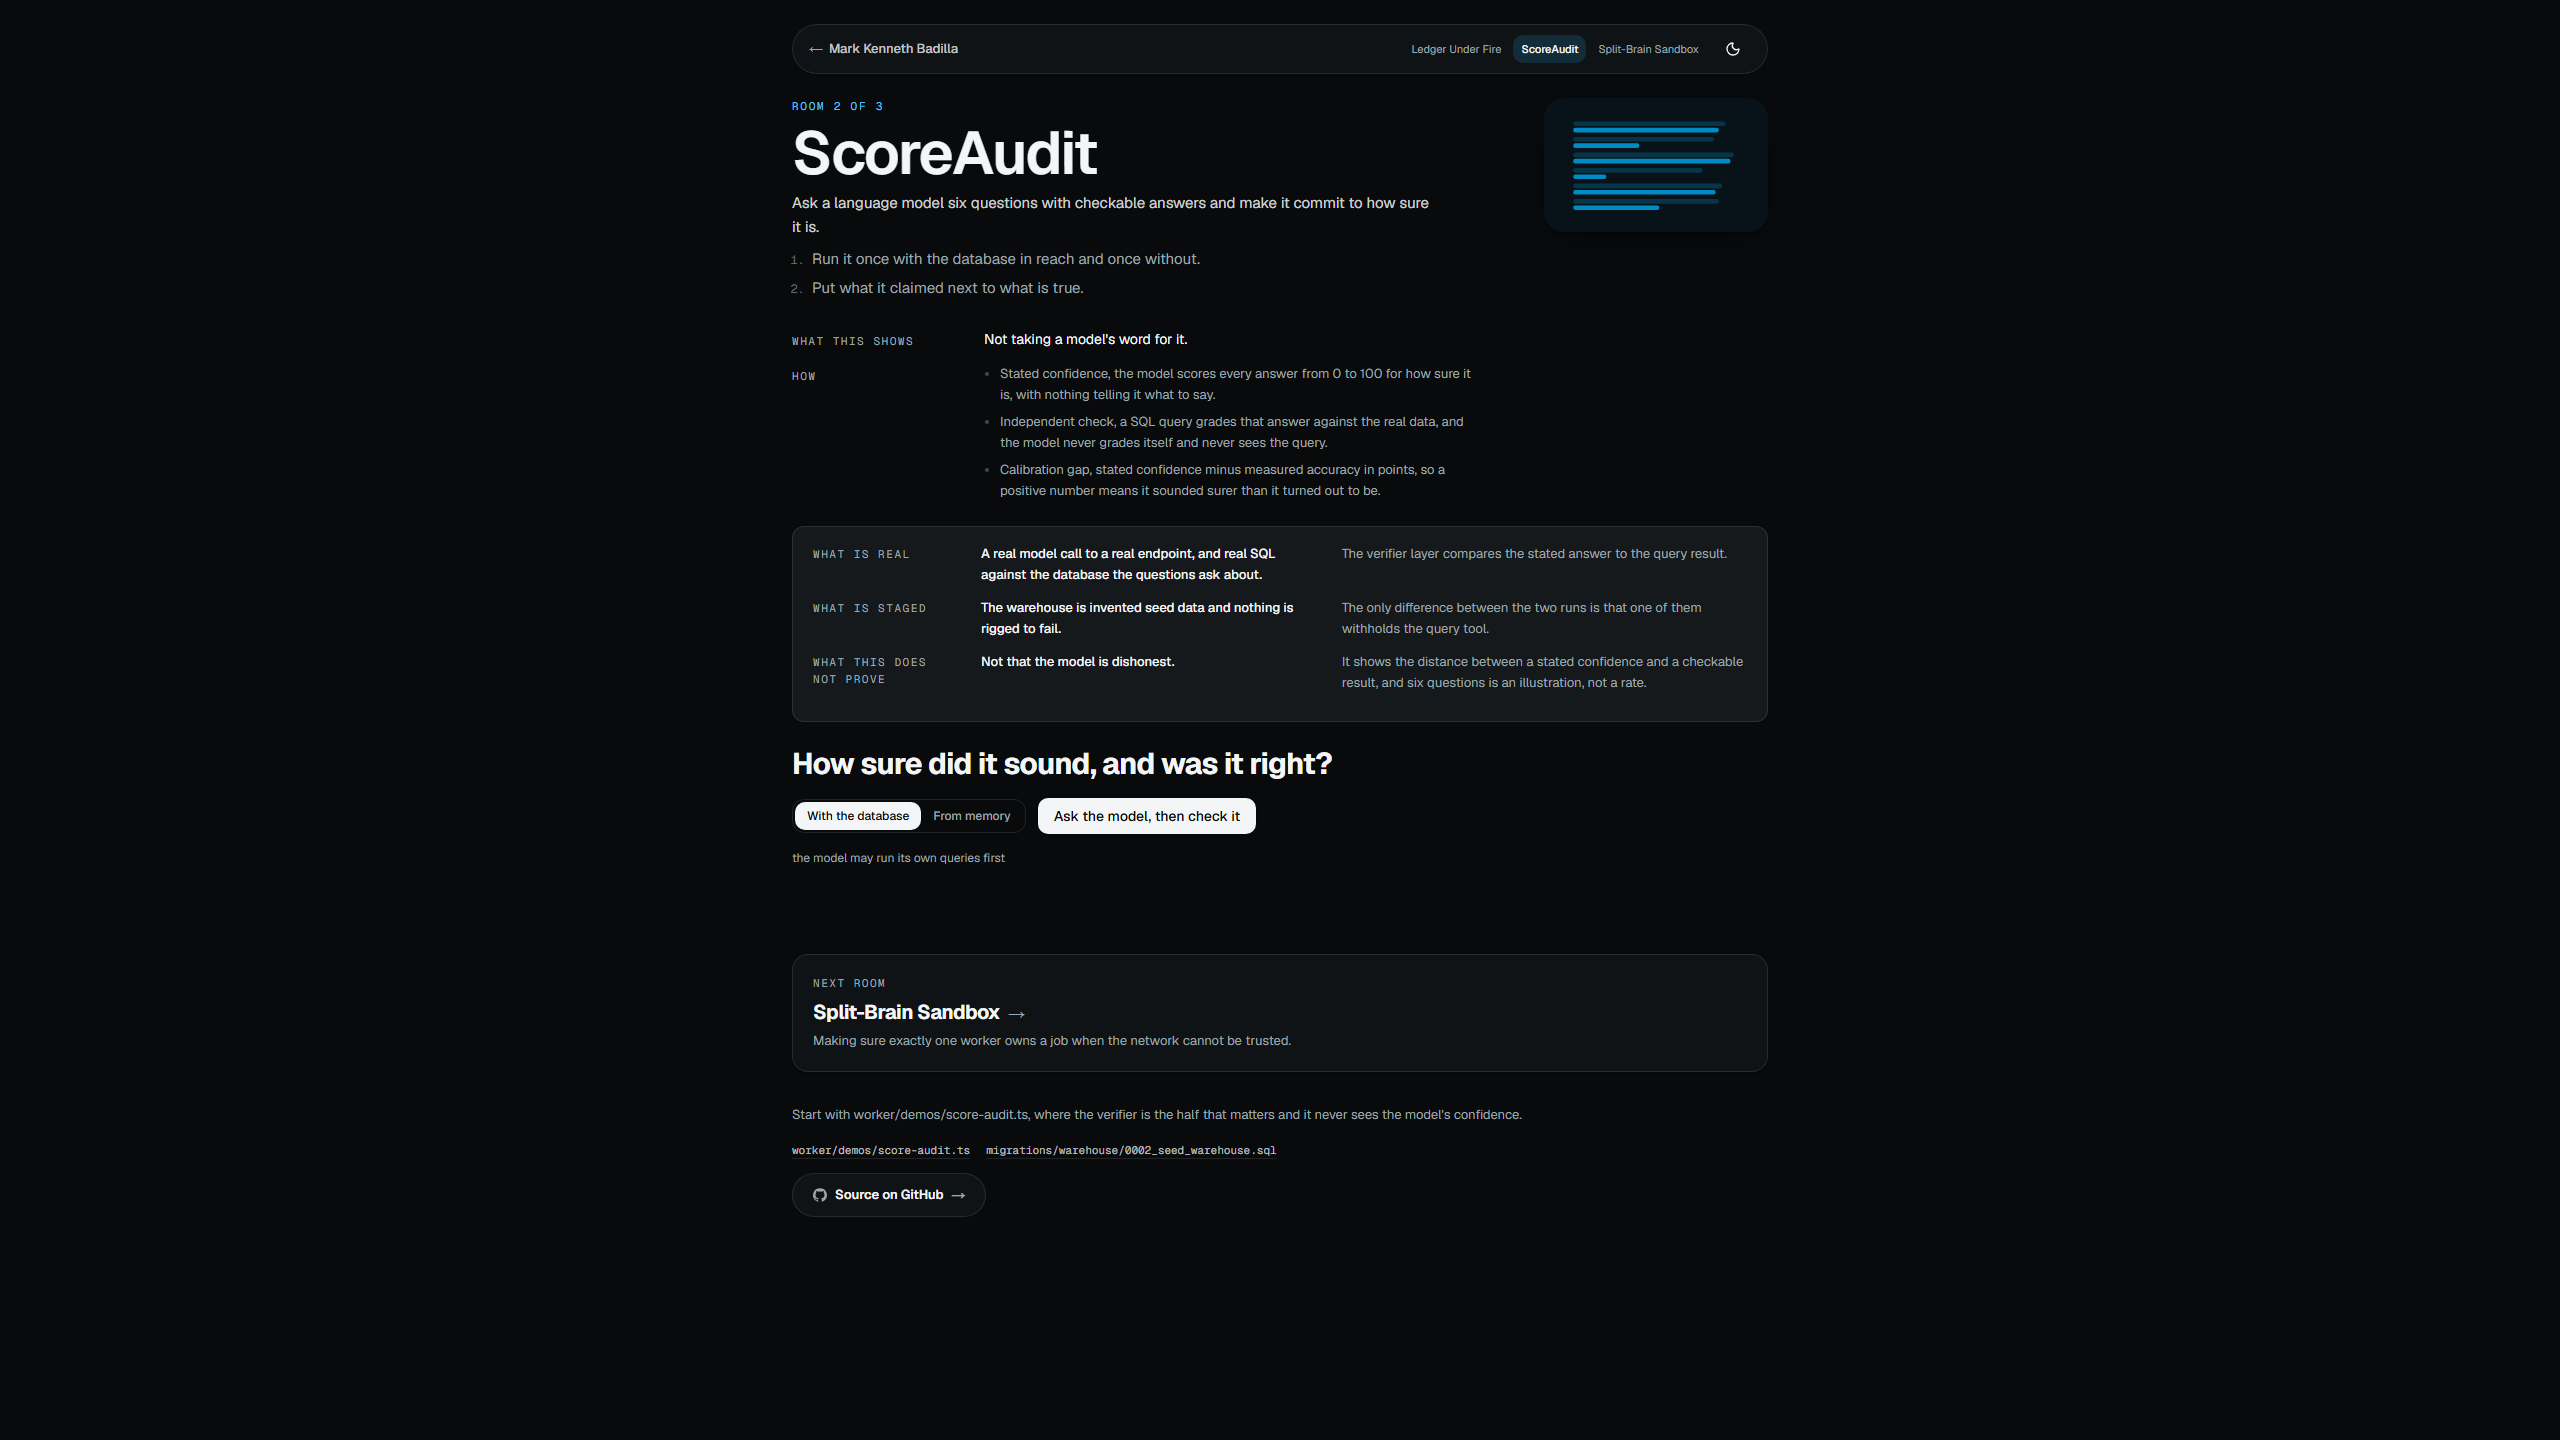 ← Mark Kenneth Badilla
Ledger Under Fire
ScoreAudit
Split-Brain Sandbox
ROOM 2 OF 3
ScoreAudit
Ask a language model six questions with checkable answers and make it commit to how sure
it is.
1. Run it once with the database in reach and once without.
2. Put what it claimed next to what is true.
WHAT THIS SHOWS
Not taking a model's word for it.
HOW
• Stated confidence, the model scores every answer from 0 to 100 for how sure it
is, with nothing telling it what to say.
• Independent check, a SQL query grades that answer against the real data, and
the model never grades itself and never sees the query.
• Calibration gap, stated confidence minus measured accuracy in points, so a
positive number means it sounded surer than it turned out to be.
WHAT IS REAL
A real model call to a real endpoint, and real SQL
against the database the questions ask about.
The verifier layer compares the stated answer to the query result.
WHAT IS STAGED
The warehouse is invented seed data and nothing is
rigged to fail.
The only difference between the two runs is that one of them
withholds the query tool.
WHAT THIS DOES
NOT PROVE
Not that the model is dishonest.
It shows the distance between a stated confidence and a checkable
result, and six questions is an illustration, not a rate.
How sure did it sound, and was it right?
With the database
From memory
Ask the model, then check it
the model may run its own queries first
NEXT ROOM
Split-Brain Sandbox →
Making sure exactly one worker owns a job when the network cannot be trusted.
Start with worker/demos/score-audit.ts, where the verifier is the half that matters and it never sees the model's confidence.
worker/demos/score-audit.ts
migrations/warehouse/0002_seed_warehouse.sql
Source on GitHub →